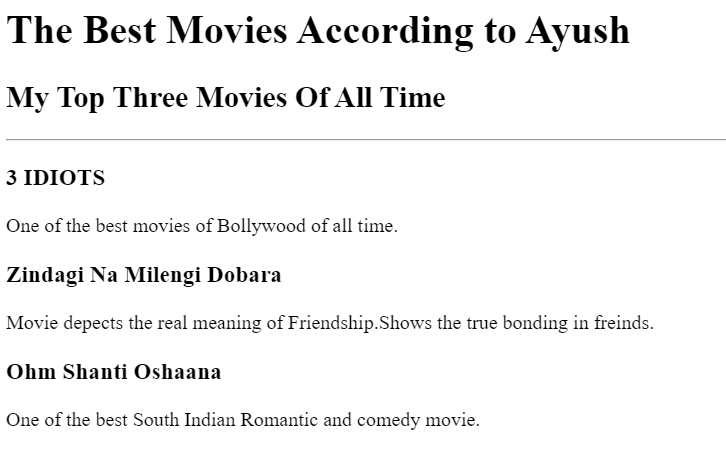 The Best Movies According to Ayush
My Top Three Movies Of All Time
3 IDIOTS
One of the best movies of Bollywood of all time.
Zindagi Na Milengi Dobara
Movie depects the real meaning of Friendship.Shows the true bonding in freinds.
Ohm Shanti Oshaana
One of the best South Indian Romantic and comedy movie.